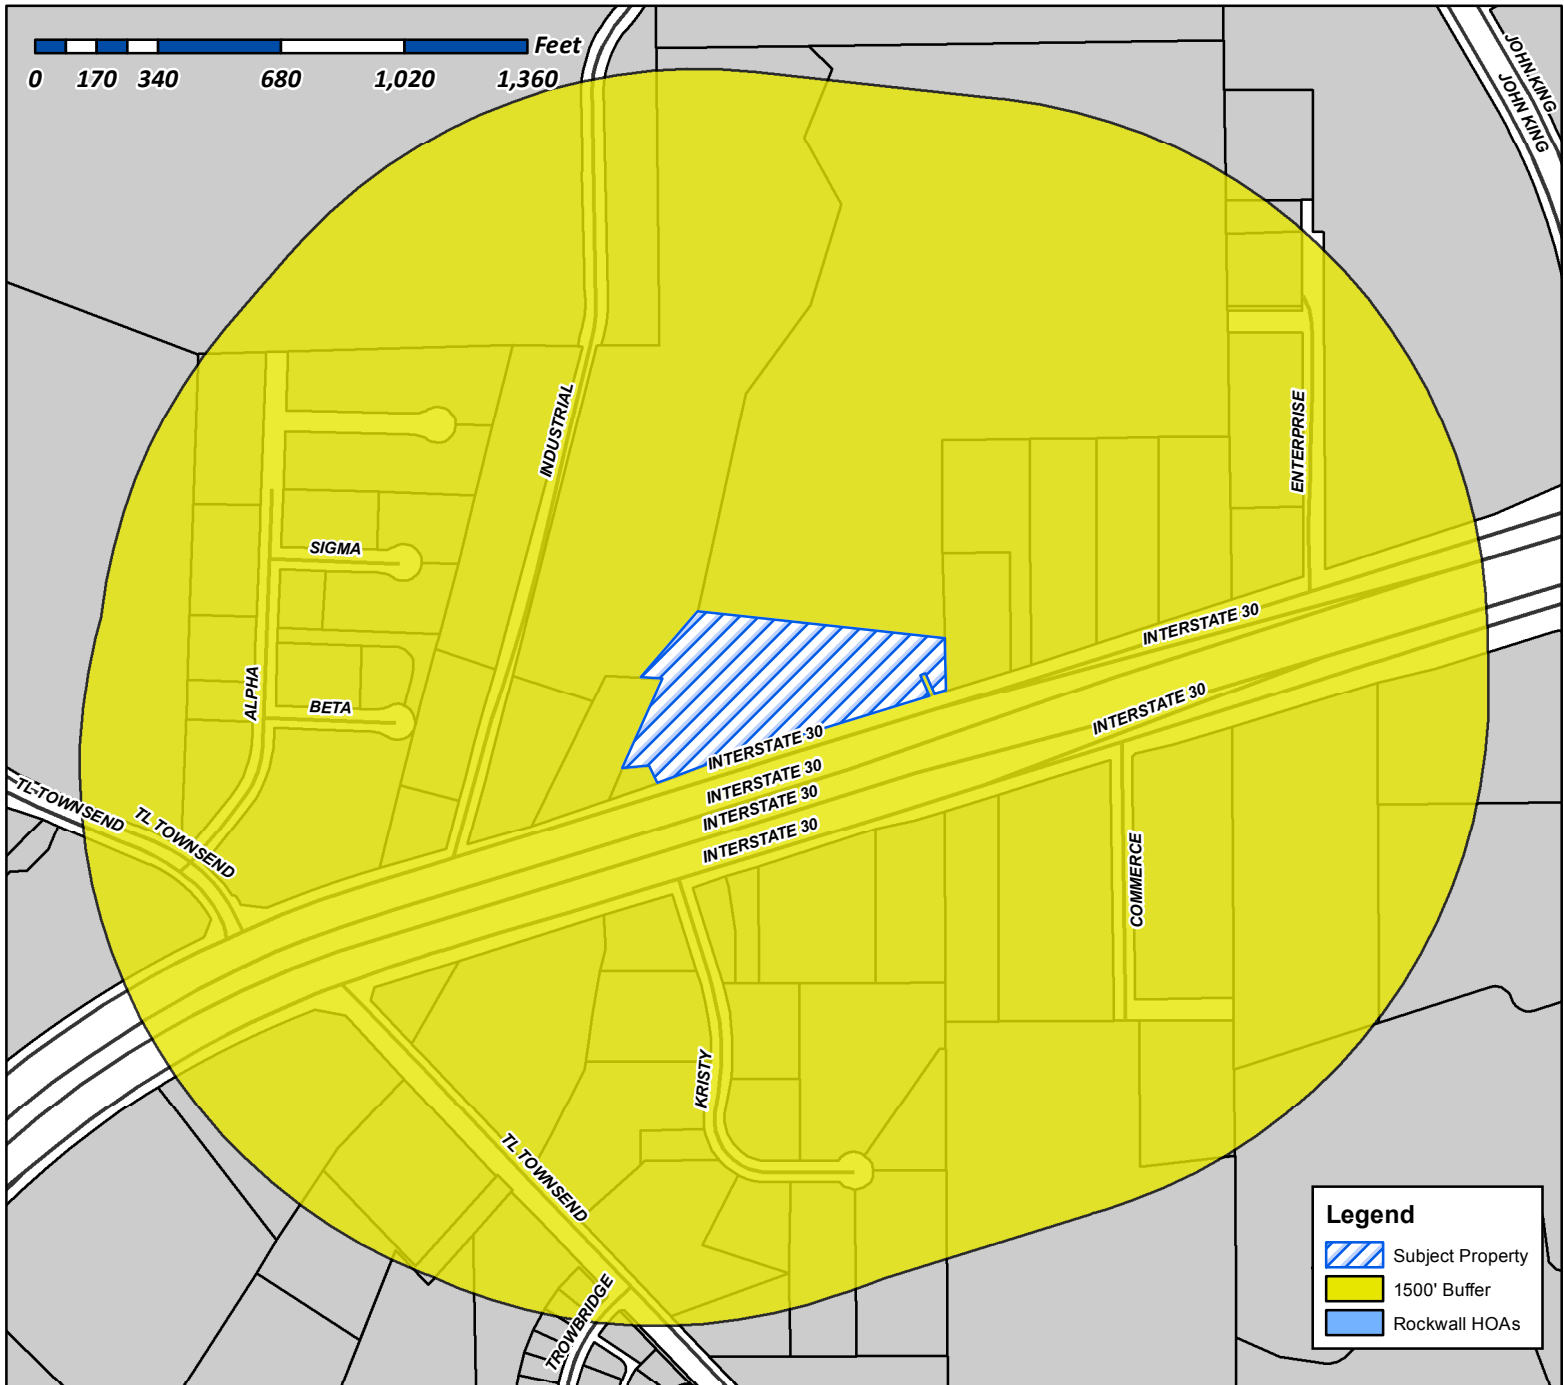 Feet
0 170 340 680 1,020 1,360
JOHN KING
JOHN KING
INDUSTRIAL
ENTERPRISE
SIGMA
ALPHA
BETA
INTERSTATE 30
INTERSTATE 30
INTERSTATE 30
INTERSTATE 30
INTERSTATE 30
INTERSTATE 30
TL TOWNSEND
TL TOWNSEND
COMMERCE
KRISTY
TL TOWNSEND
TROWBRIDGE
Legend
Subject Property
1500' Buffer
Rockwall HOAs